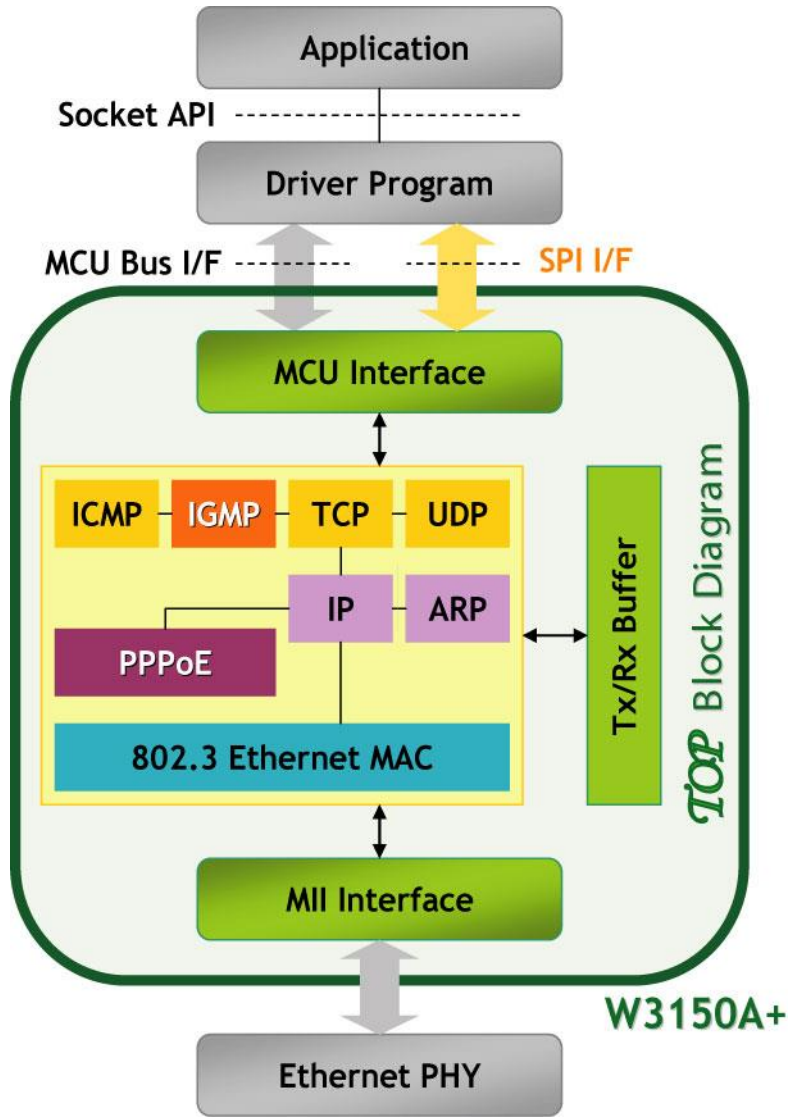 Application
Socket API
Driver Program
MCU Bus I/F
SPI I/F
MCU Interface
ICMP
IGMP
TCP
UDP
IP
ARP
PPPoE
802.3 Ethernet MAC
Tx/Rx Buffer
TOP Block Diagram
MII Interface
W3150A+
Ethernet PHY